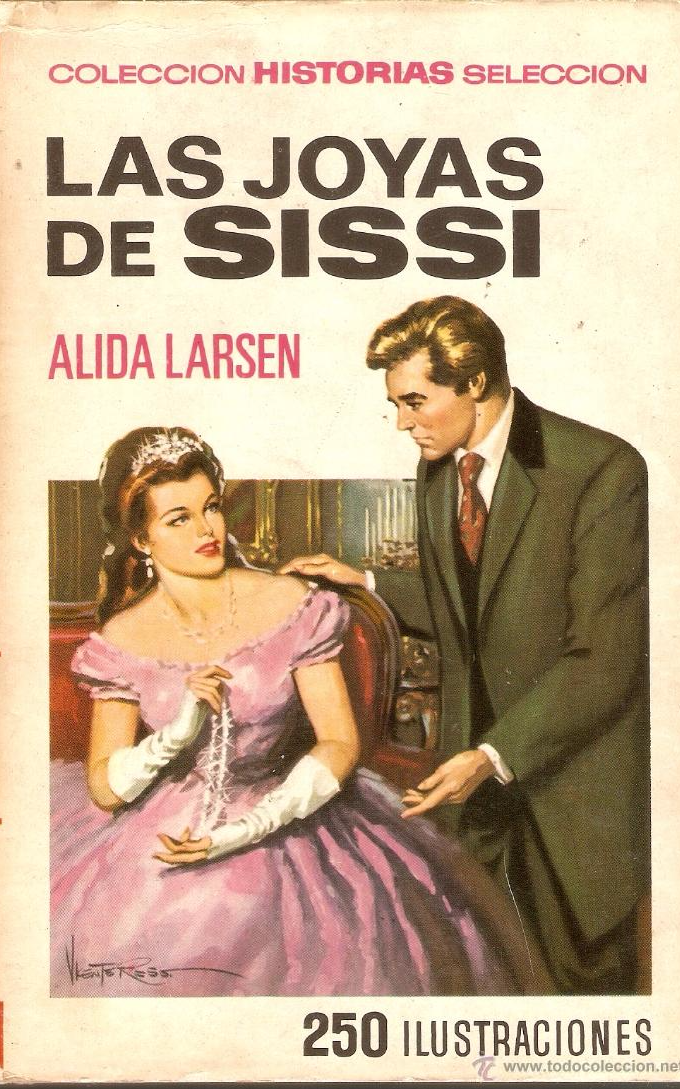 COLECCION HISTORIAS SELECCION
LAS JOYAS
DE SISSI
ALIDA LARSEN
250 ILUSTRACIONES
www.todocoleccion.net